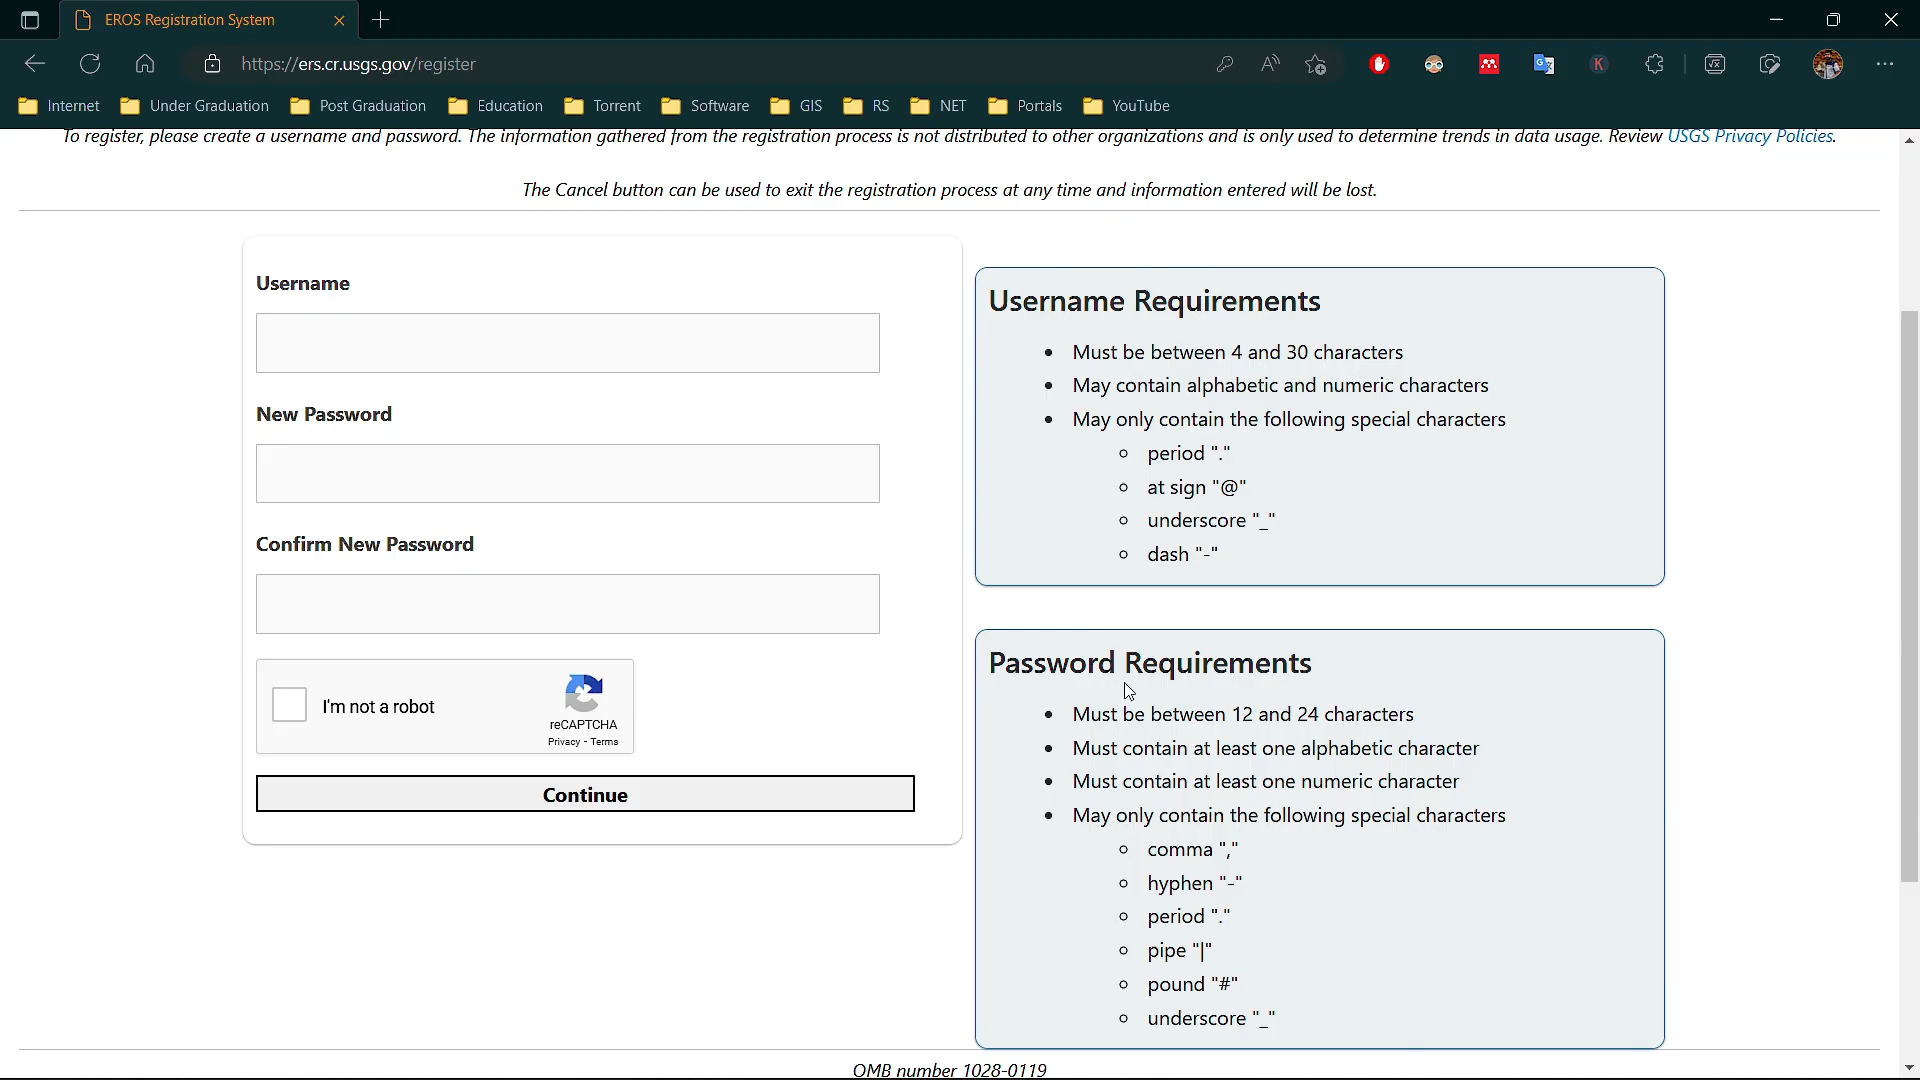 EROS Registration System
https://ers.cr.usgs.gov/register
Internet Under Graduation Post Graduation Education Torrent Software GIS RS NET Portals YouTube
To register, please create a username and password. The information gathered from the registration process is not distributed to other organizations and is only used to determine trends in data usage. Review USGS Privacy Policies.
The Cancel button can be used to exit the registration process at any time and information entered will be lost.
Username
New Password
Confirm New Password
I'm not a robot
reCAPTCHA
Privacy - Terms
Continue
Username Requirements
• Must be between 4 and 30 characters
• May contain alphabetic and numeric characters
• May only contain the following special characters
○ period "."
○ at sign "@"
○ underscore "_"
○ dash "-"
Password Requirements
• Must be between 12 and 24 characters
• Must contain at least one alphabetic character
• Must contain at least one numeric character
• May only contain the following special characters
○ comma ","
○ hyphen "-"
○ period "."
○ pipe "|"
○ pound "#"
○ underscore "_"
OMB number 1028-0119